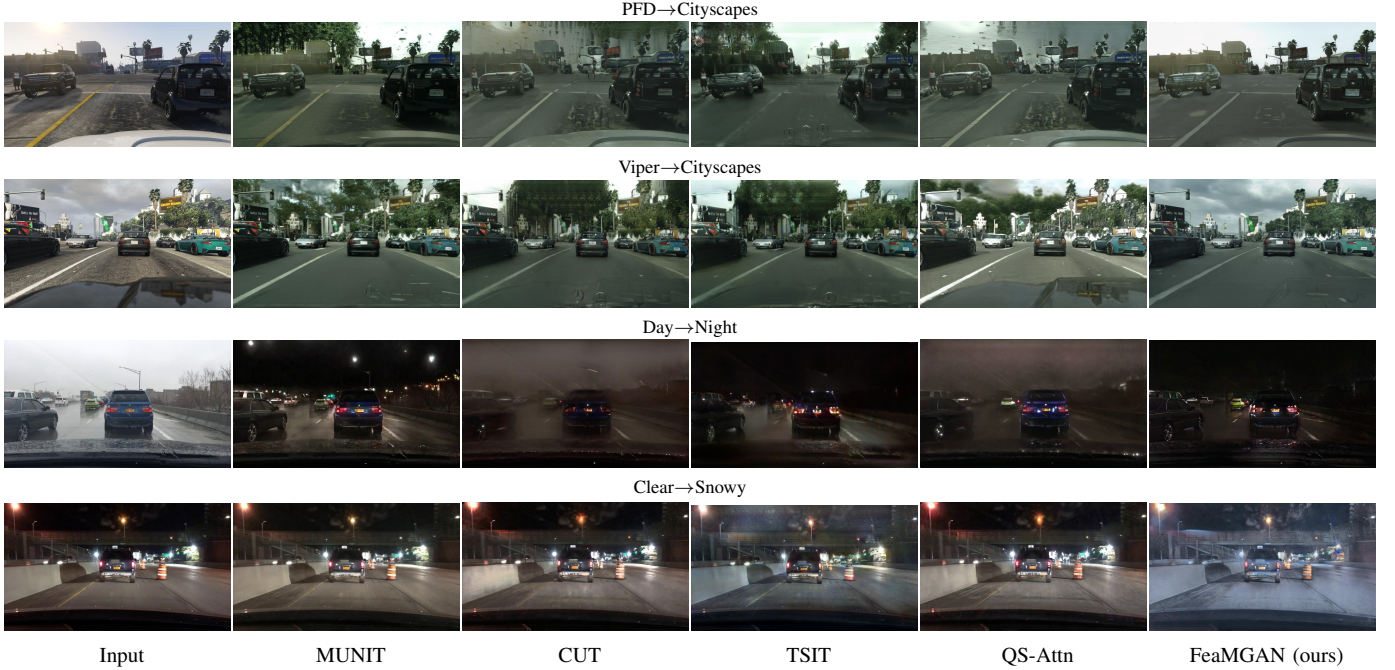 PFD→Cityscapes
Viper→Cityscapes
Day→Night
Clear→Snowy
Input MUNIT CUT TSIT QS-Attn FeaMGAN (ours)